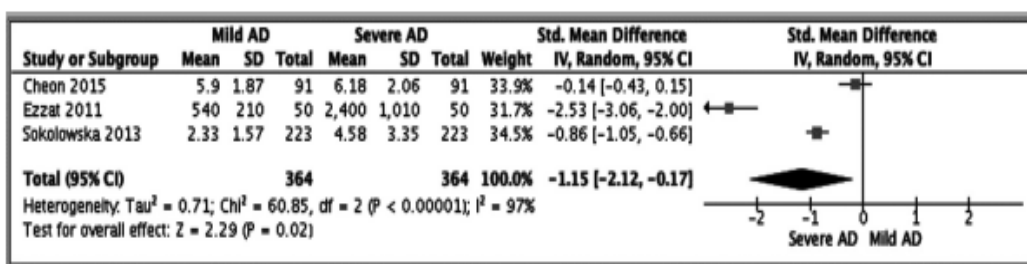 Mild AD Severe AD Std. Mean Difference Std. Mean Difference
Study or Subgroup Mean SD Total Mean SD Total Weight IV, Random, 95% CI IV, Random, 95% CI
Cheon 2015 5.9 1.87 91 6.18 2.06 91 33.9% -0.14 [-0.43, 0.15]
Ezzat 2011 540 210 50 2,400 1,010 50 31.7% -2.53 [-3.06, -2.00]
Sokolowska 2013 2.33 1.57 223 4.58 3.35 223 34.5% -0.86 [-1.05, -0.66]
Total (95% CI) 364 364 100.0% -1.15 [-2.12, -0.17]
Heterogeneity: Tau² = 0.71; Chi² = 60.85, df = 2 (P < 0.00001); I² = 97%
Test for overall effect: Z = 2.29 (P = 0.02)
-2 -1 0 1 2
Severe AD Mild AD